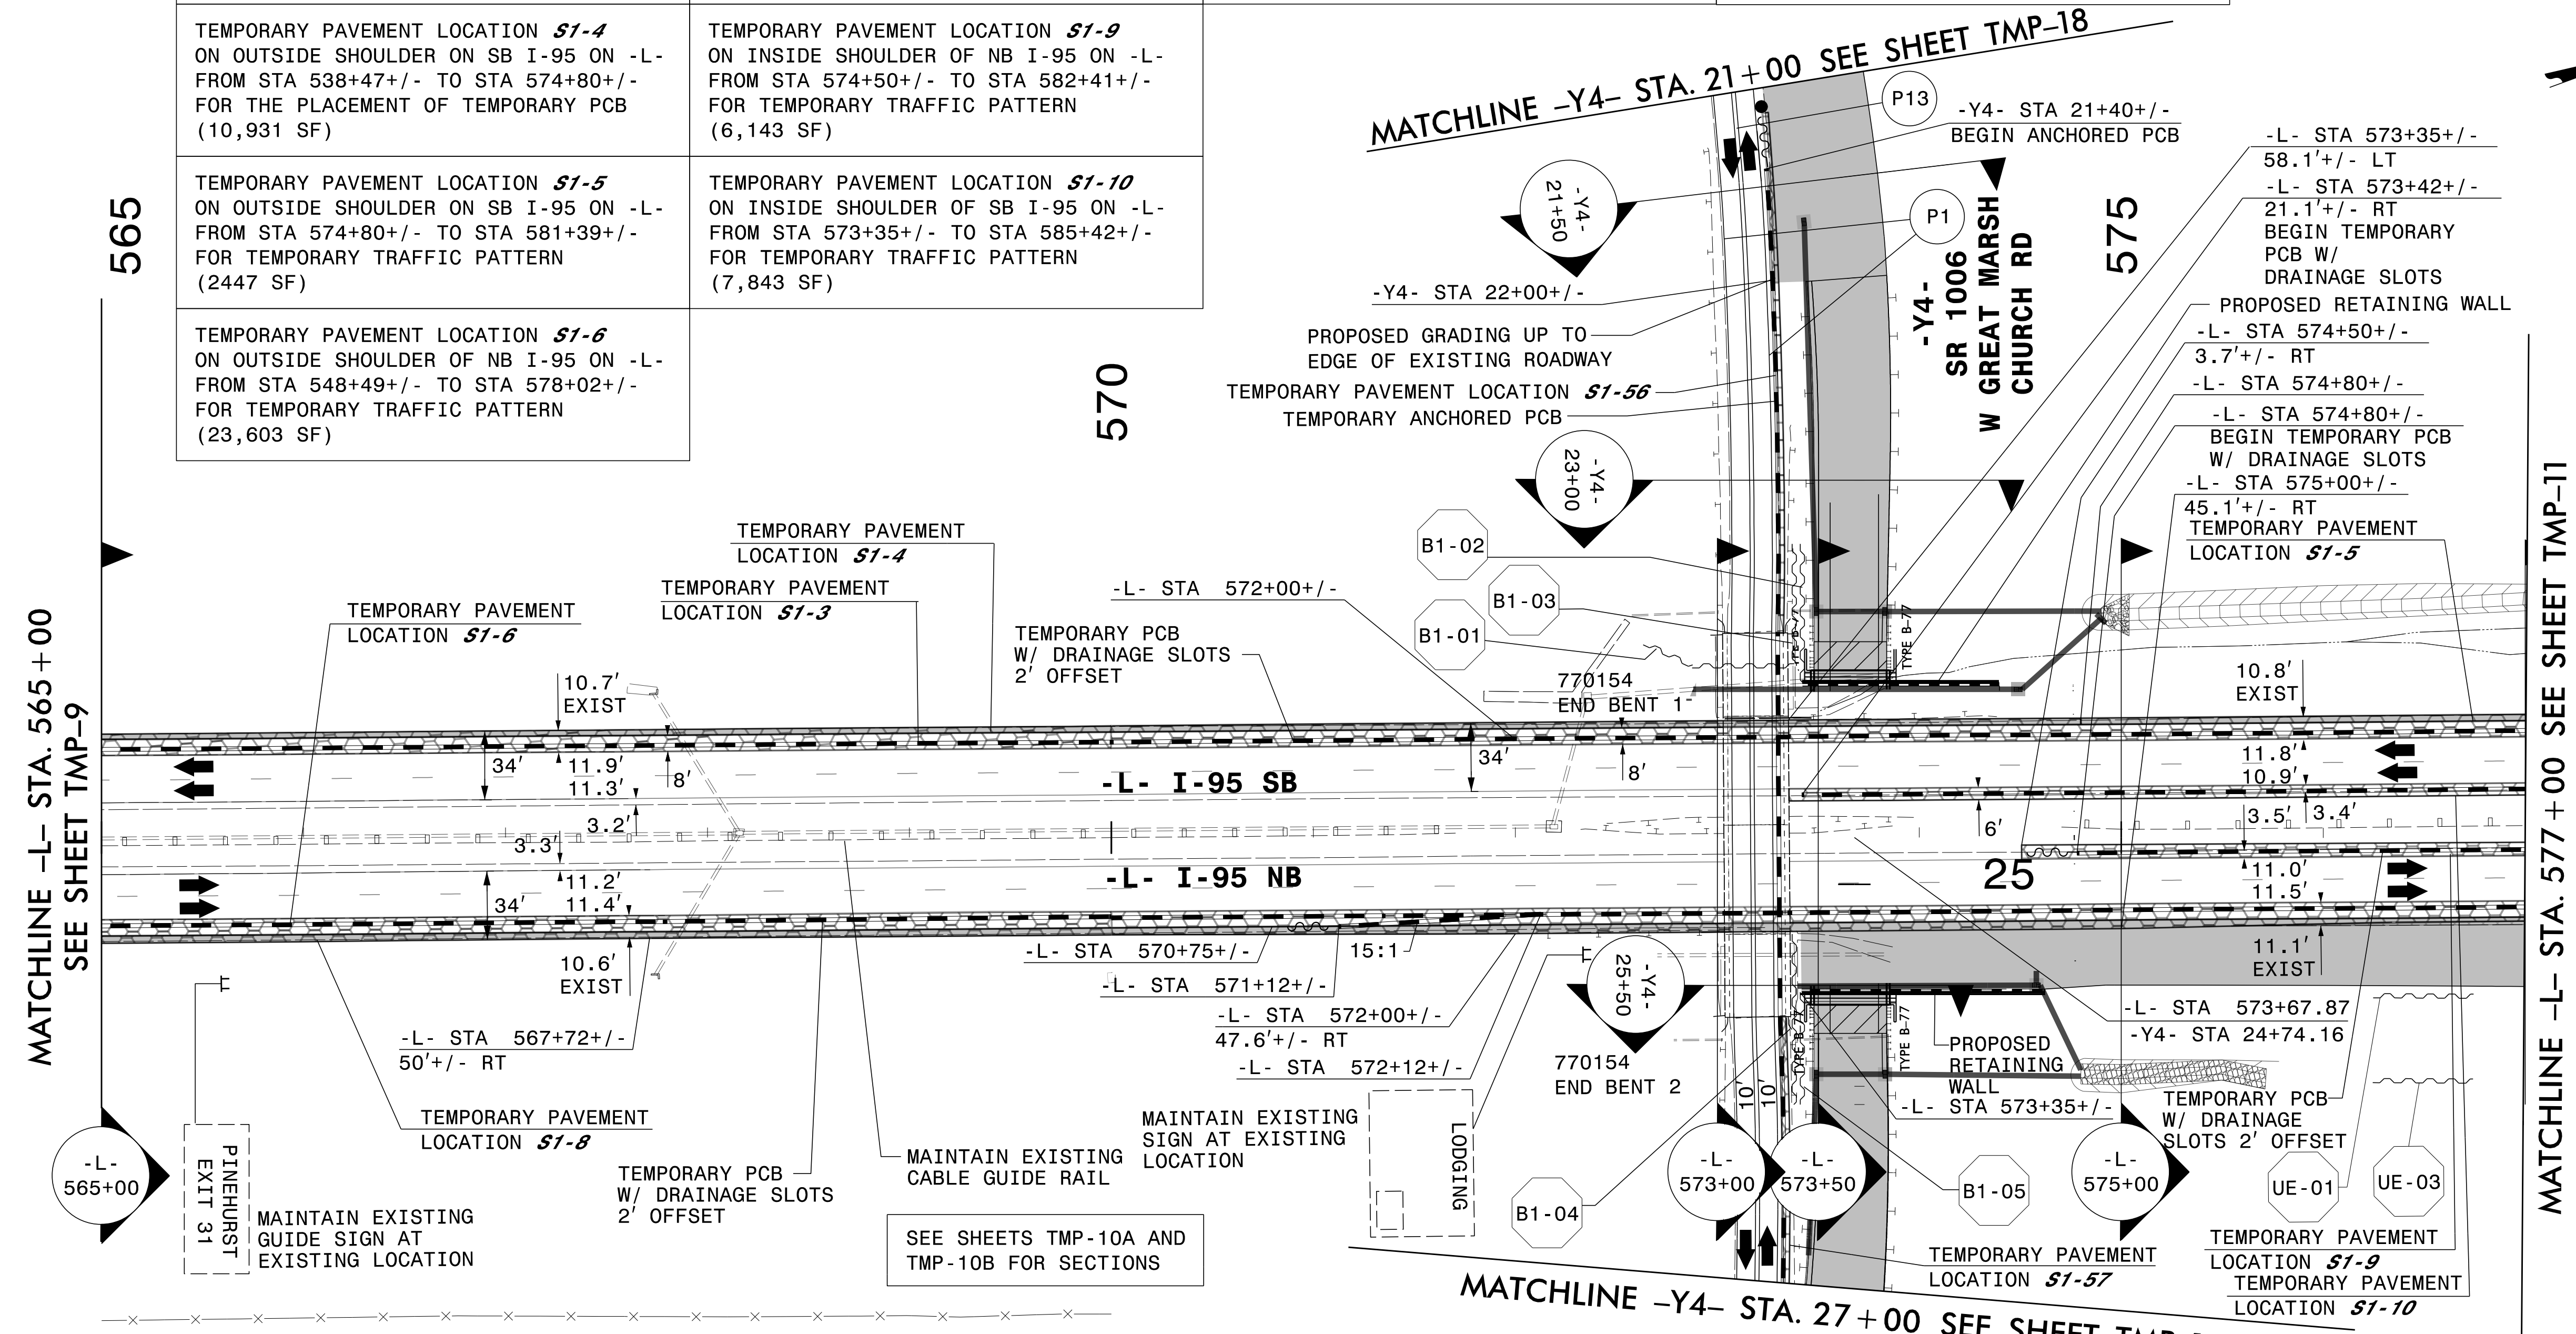 TEMPORARY PAVEMENT LOCATION S1-4
ON OUTSIDE SHOULDER ON SB I-95 ON -L-
FROM STA 538+47+/- TO STA 574+80+/-
FOR THE PLACEMENT OF TEMPORARY PCB
(10,931 SF)
TEMPORARY PAVEMENT LOCATION S1-9
ON INSIDE SHOULDER OF NB I-95 ON -L-
FROM STA 574+50+/- TO STA 582+41+/-
FOR TEMPORARY TRAFFIC PATTERN
(6,143 SF)
TEMPORARY PAVEMENT LOCATION S1-5
ON OUTSIDE SHOULDER ON SB I-95 ON -L-
FROM STA 574+80+/- TO STA 581+39+/-
FOR TEMPORARY TRAFFIC PATTERN
(2447 SF)
TEMPORARY PAVEMENT LOCATION S1-10
ON INSIDE SHOULDER OF SB I-95 ON -L-
FROM STA 573+35+/- TO STA 585+42+/-
FOR TEMPORARY TRAFFIC PATTERN
(7,843 SF)
TEMPORARY PAVEMENT LOCATION S1-6
ON OUTSIDE SHOULDER OF NB I-95 ON -L-
FROM STA 548+49+/- TO STA 578+02+/-
FOR TEMPORARY TRAFFIC PATTERN
(23,603 SF)
565
570
575
MATCHLINE -Y4- STA. 21+00 SEE SHEET TMP-18
P13
-Y4- STA 21+40+/-
BEGIN ANCHORED PCB
-Y4-
21+50
P1
-Y4- STA 22+00+/-
PROPOSED GRADING UP TO
EDGE OF EXISTING ROADWAY
TEMPORARY PAVEMENT LOCATION S1-56
TEMPORARY ANCHORED PCB
-Y4-
SR 1006
W GREAT MARSH
CHURCH RD
-L- STA 573+35+/-
58.1'+/- LT
-L- STA 573+42+/-
21.1'+/- RT
BEGIN TEMPORARY
PCB W/
DRAINAGE SLOTS
PROPOSED RETAINING WALL
-L- STA 574+50+/-
3.7'+/- RT
-L- STA 574+80+/-
-L- STA 574+80+/-
BEGIN TEMPORARY PCB
W/ DRAINAGE SLOTS
-L- STA 575+00+/-
45.1'+/- RT
TEMPORARY PAVEMENT
LOCATION S1-5
-Y4-
23+00
B1-02
B1-03
B1-01
TEMPORARY PAVEMENT
LOCATION S1-4
TEMPORARY PAVEMENT
LOCATION S1-3
TEMPORARY PAVEMENT
LOCATION S1-6
-L- STA 572+00+/-
TEMPORARY PCB
W/ DRAINAGE SLOTS
2' OFFSET
770154
END BENT 1
TYPE B-77
TYPE B-77
MATCHLINE -L- STA. 565+00
SEE SHEET TMP-9
MATCHLINE -L- STA. 577+00 SEE SHEET TMP-11
10.7'
EXIST
34'
11.9'
11.3'
8'
3.2'
3.3'
11.2'
11.4'
34'
10.6'
EXIST
-L- I-95 SB
-L- I-95 NB
34'
8'
10.8'
EXIST
11.8'
10.9'
6'
3.5'
3.4'
25
11.0'
11.5'
11.1'
EXIST
-L- STA 570+75+/-
15:1
-L- STA 571+12+/-
-L- STA 572+00+/-
47.6'+/- RT
-L- STA 572+12+/-
-Y4-
25+50
770154
END BENT 2
TYPE B-77
TYPE B-77
PROPOSED
RETAINING
WALL
-L- STA 573+35+/-
-L- STA 573+67.87
-Y4- STA 24+74.16
-L- STA 567+72+/-
50'+/- RT
TEMPORARY PAVEMENT
LOCATION S1-8
TEMPORARY PCB
W/ DRAINAGE SLOTS
2' OFFSET
MAINTAIN EXISTING
CABLE GUIDE RAIL
MAINTAIN EXISTING
SIGN AT EXISTING
LOCATION
LODGING
10'
10'
TEMPORARY PCB
W/ DRAINAGE
SLOTS 2' OFFSET
-L-
565+00
PINEHURST
EXIT 31
MAINTAIN EXISTING
GUIDE SIGN AT
EXISTING LOCATION
SEE SHEETS TMP-10A AND
TMP-10B FOR SECTIONS
B1-04
-L-
573+00
-L-
573+50
B1-05
-L-
575+00
UE-01
UE-03
TEMPORARY PAVEMENT
LOCATION S1-57
TEMPORARY PAVEMENT
LOCATION S1-9
TEMPORARY PAVEMENT
LOCATION S1-10
MATCHLINE -Y4- STA. 27+00 SEE SHEET